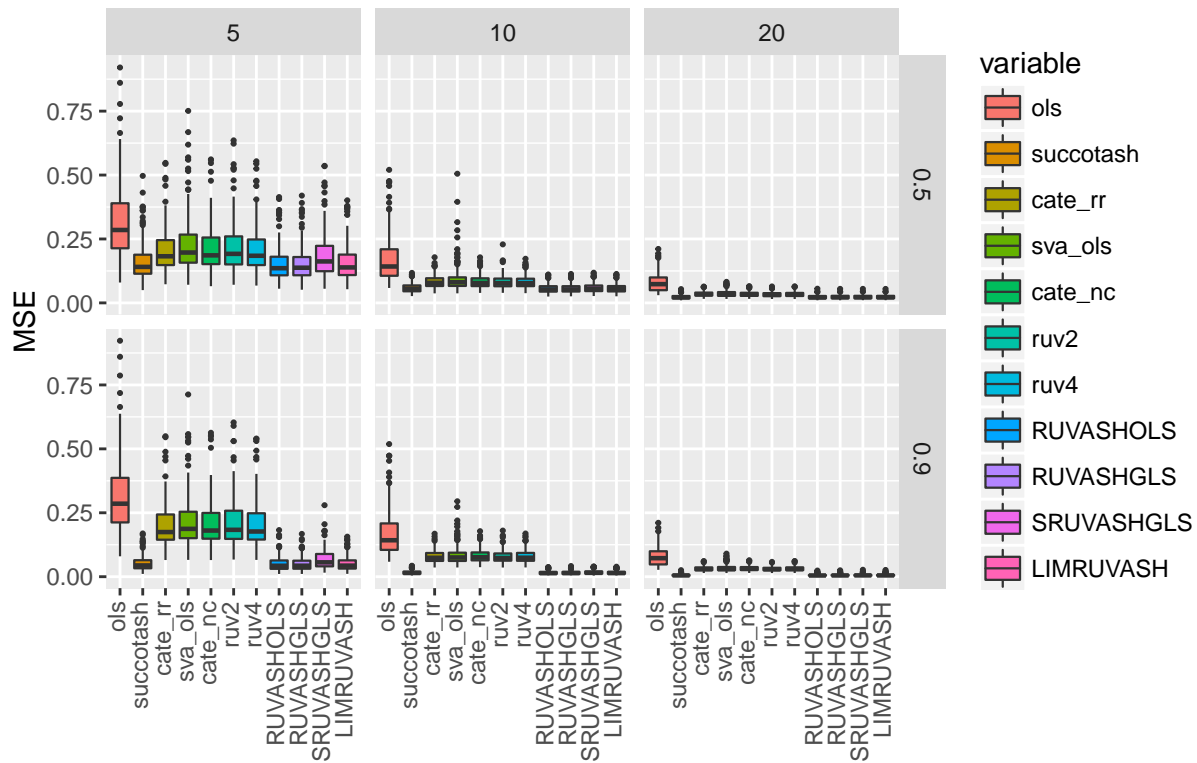 5
10
20
MSE
0.75
0.50
0.25
0.00
0.5
0.75
0.50
0.25
0.00
0.9
ols
succotash
cate_rr
sva_ols
cate_nc
ruv2
ruv4
RUVASHOLS
RUVASHGLS
SRUVASHGLS
LIMRUVASH
ols
succotash
cate_rr
sva_ols
cate_nc
ruv2
ruv4
RUVASHOLS
RUVASHGLS
SRUVASHGLS
LIMRUVASH
ols
succotash
cate_rr
sva_ols
cate_nc
ruv2
ruv4
RUVASHOLS
RUVASHGLS
SRUVASHGLS
LIMRUVASH
variable
ols
succotash
cate_rr
sva_ols
cate_nc
ruv2
ruv4
RUVASHOLS
RUVASHGLS
SRUVASHGLS
LIMRUVASH